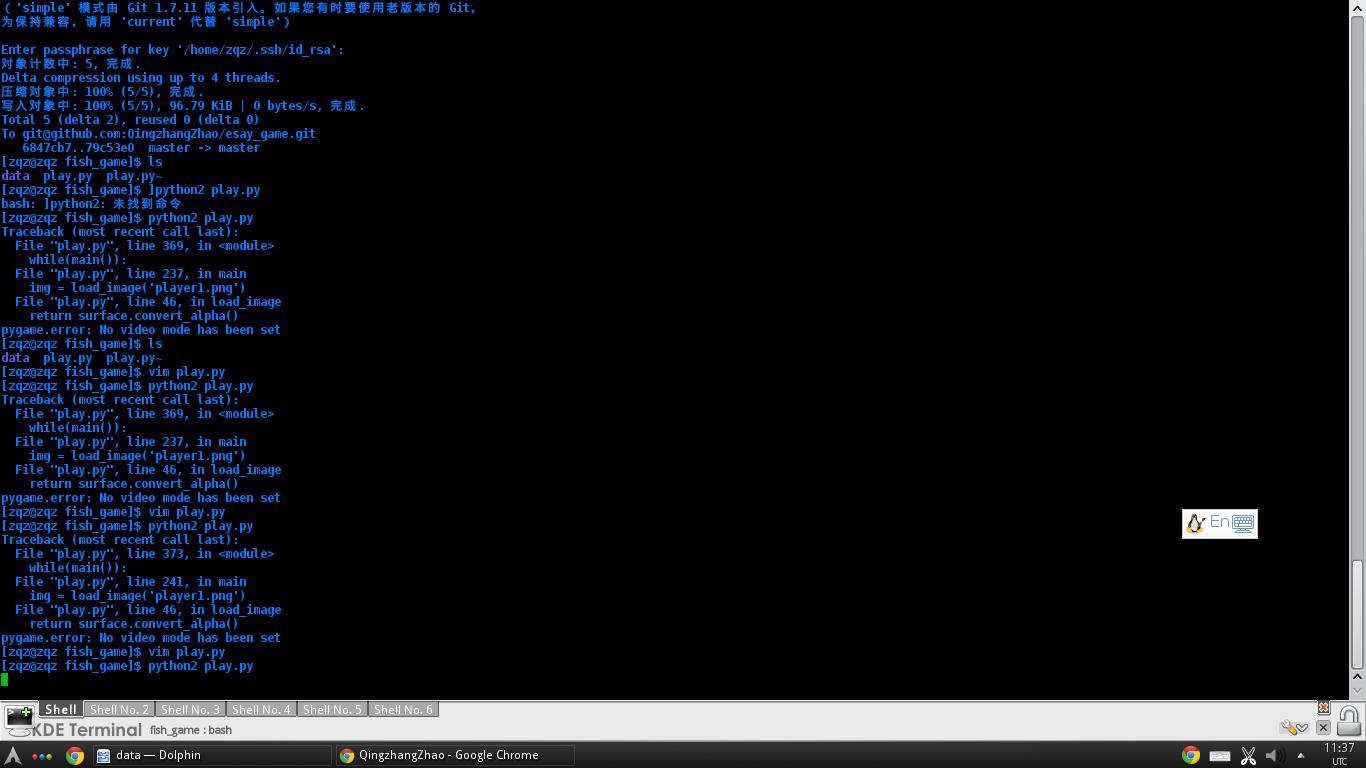 （'simple' 模式由 Git 1.7.11 版本引入。如果您有时要使用老版本的 Git，
为保持兼容，请用 'current' 代替 'simple'）
Enter passphrase for key '/home/zqz/.ssh/id_rsa':
对象计数中: 5, 完成.
Delta compression using up to 4 threads.
压缩对象中: 100% (5/5), 完成.
写入对象中: 100% (5/5), 96.79 KiB | 0 bytes/s, 完成.
Total 5 (delta 2), reused 0 (delta 0)
To git@github.com:QingzhangZhao/esay_game.git
   6847cb7..79c53e0  master -> master
[zqz@zqz fish_game]$ ls
data  play.py  play.py~
[zqz@zqz fish_game]$ ]python2 play.py
bash: ]python2: 未找到命令
[zqz@zqz fish_game]$ python2 play.py
Traceback (most recent call last):
  File "play.py", line 369, in <module>
    while(main()):
  File "play.py", line 237, in main
    img = load_image('player1.png')
  File "play.py", line 46, in load_image
    return surface.convert_alpha()
pygame.error: No video mode has been set
[zqz@zqz fish_game]$ ls
data  play.py  play.py~
[zqz@zqz fish_game]$ vim play.py
[zqz@zqz fish_game]$ python2 play.py
Traceback (most recent call last):
  File "play.py", line 369, in <module>
    while(main()):
  File "play.py", line 237, in main
    img = load_image('player1.png')
  File "play.py", line 46, in load_image
    return surface.convert_alpha()
pygame.error: No video mode has been set
[zqz@zqz fish_game]$ vim play.py
[zqz@zqz fish_game]$ python2 play.py
Traceback (most recent call last):
  File "play.py", line 373, in <module>
    while(main()):
  File "play.py", line 241, in main
    img = load_image('player1.png')
  File "play.py", line 46, in load_image
    return surface.convert_alpha()
pygame.error: No video mode has been set
[zqz@zqz fish_game]$ vim play.py
[zqz@zqz fish_game]$ python2 play.py
En
Shell  Shell No. 2  Shell No. 3  Shell No. 4  Shell No. 5  Shell No. 6
KDE Terminal  fish_game : bash
data — Dolphin  QingzhangZhao - Google Chrome  11:37
UTC